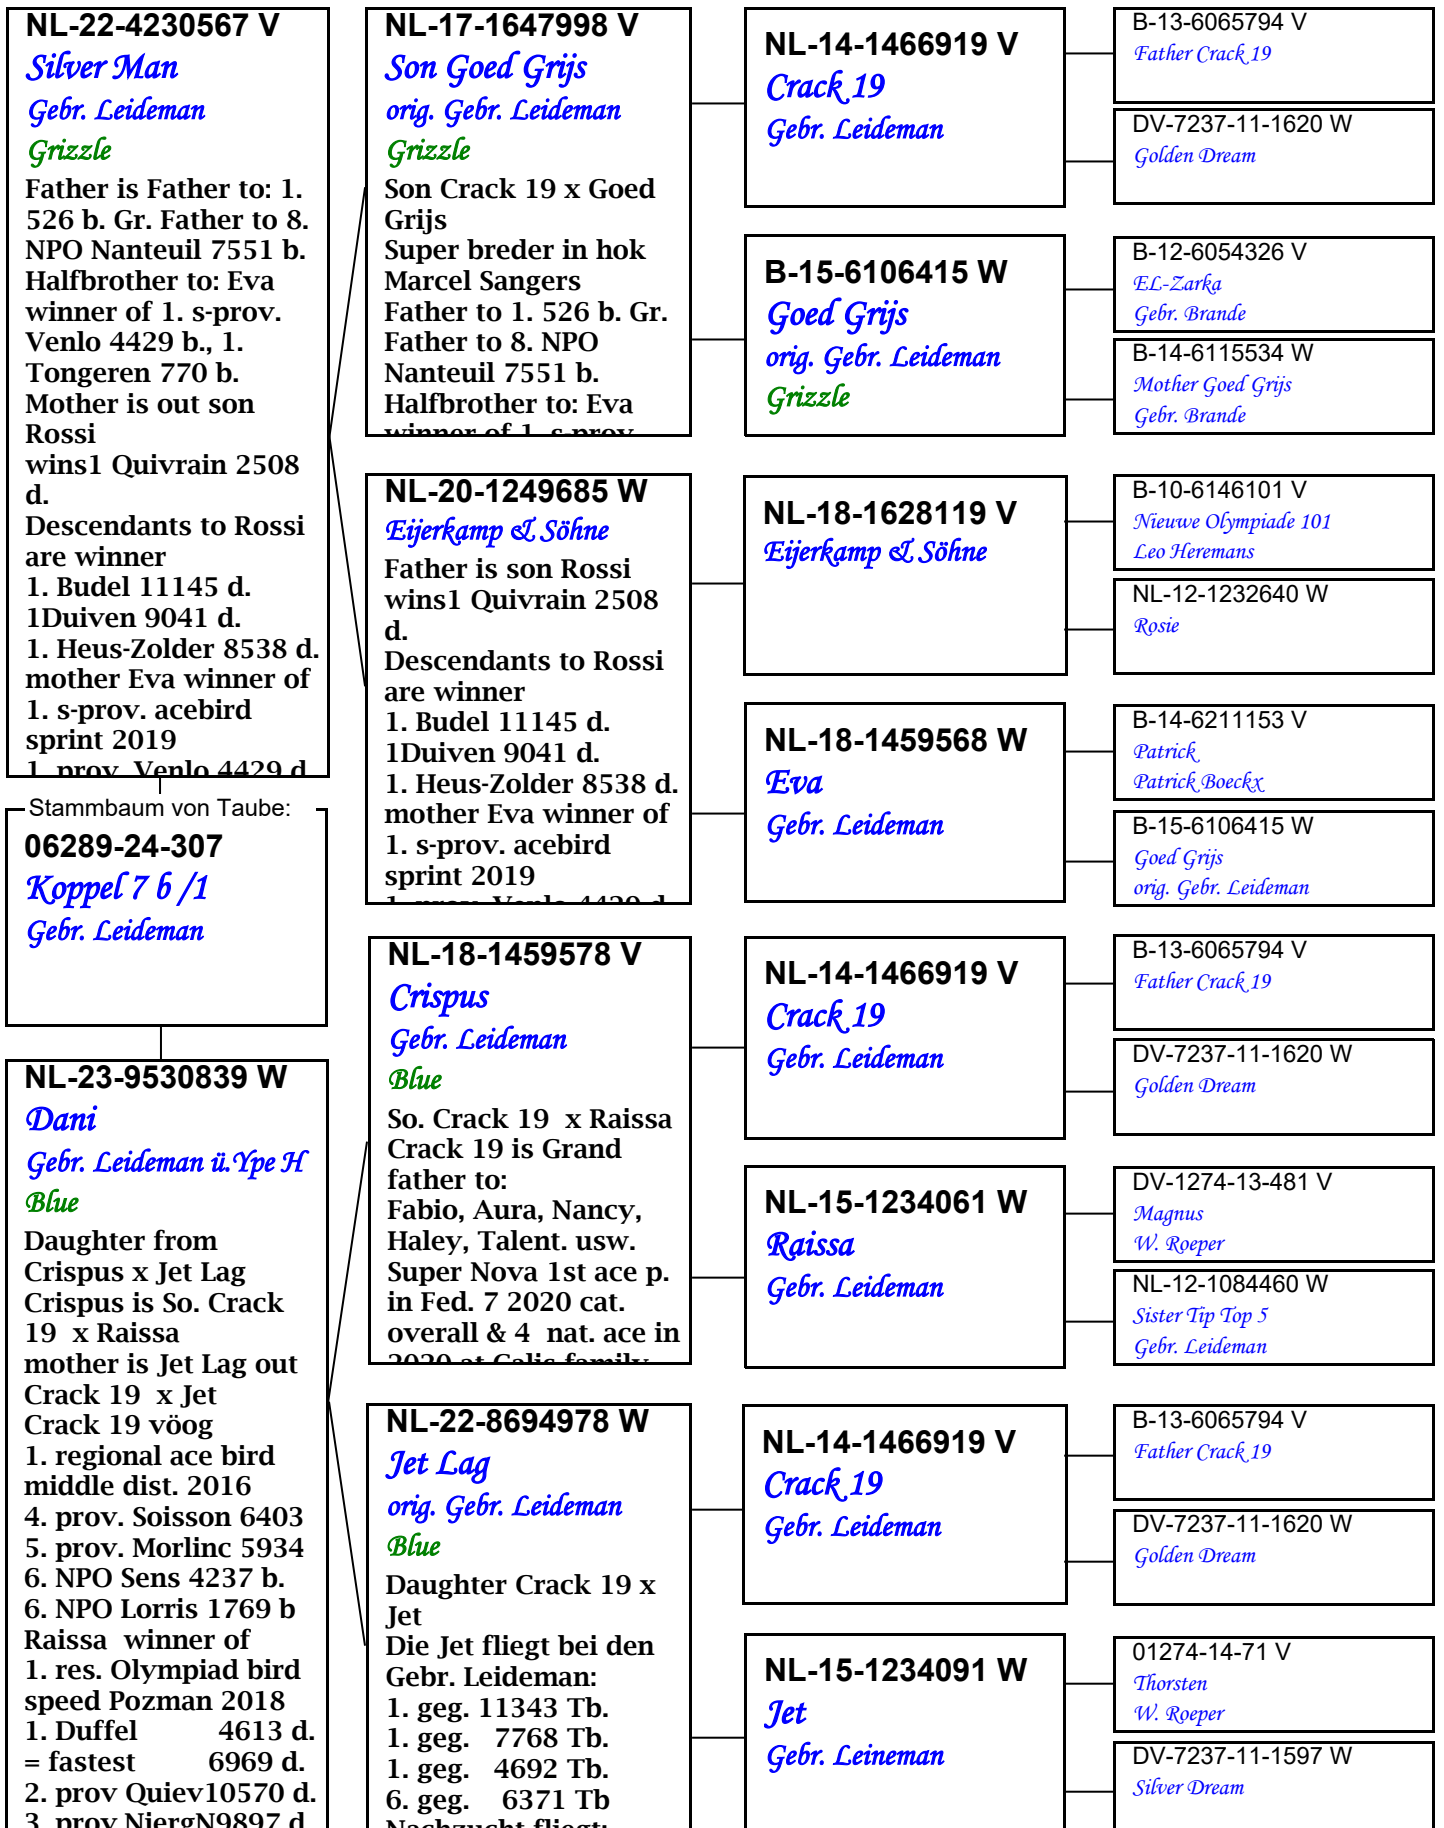 NL-22-4230567 V
Silver Man
Gebr. Leideman
Grizzle
Father is Father to: 1.
526 b. Gr. Father to 8.
NPO Nanteuil 7551 b.
Halfbrother to: Eva
winner of 1. s-prov.
Venlo 4429 b., 1.
Tongeren 770 b.
Mother is out son
Rossi
wins1 Quivrain 2508
d.
Descendants to Rossi
are winner
1. Budel 11145 d.
1Duiven 9041 d.
1. Heus-Zolder 8538 d.
mother Eva winner of
1. s-prov. acebird
sprint 2019
1. prov. Venlo 4429 d
Stammbaum von Taube:
06289-24-307
Koppel 7 b /1
Gebr. Leideman
NL-23-9530839 W
Dani
Gebr. Leideman ü.Ype H
Blue
Daughter from
Crispus x Jet Lag
Crispus is So. Crack
19 x Raissa
mother is Jet Lag out
Crack 19 x Jet
Crack 19 vöog
1. regional ace bird
middle dist. 2016
4. prov. Soisson 6403
5. prov. Morlinc 5934
6. NPO Sens 4237 b.
6. NPO Lorris 1769 b
Raissa winner of
1. res. Olympiad bird
speed Pozman 2018
1. Duffel 4613 d.
= fastest 6969 d.
2. prov Quiev10570 d.
3. prov NjergN9897 d
NL-17-1647998 V
Son Goed Grijs
orig. Gebr. Leideman
Grizzle
Son Crack 19 x Goed
Grijs
Super breder in hok
Marcel Sangers
Father to 1. 526 b. Gr.
Father to 8. NPO
Nanteuil 7551 b.
Halfbrother to: Eva
winner of 1. s-prov
NL-20-1249685 W
Eijerkamp & Söhne
Father is son Rossi
wins1 Quivrain 2508
d.
Descendants to Rossi
are winner
1. Budel 11145 d.
1Duiven 9041 d.
1. Heus-Zolder 8538 d.
mother Eva winner of
1. s-prov. acebird
sprint 2019
1. prov. Venlo 4429 d
NL-18-1459578 V
Crispus
Gebr. Leideman
Blue
So. Crack 19 x Raissa
Crack 19 is Grand
father to:
Fabio, Aura, Nancy,
Haley, Talent. usw.
Super Nova 1st ace p.
in Fed. 7 2020 cat.
overall & 4 nat. ace in
2020 at Calis family
NL-22-8694978 W
Jet Lag
orig. Gebr. Leideman
Blue
Daughter Crack 19 x
Jet
Die Jet fliegt bei den
Gebr. Leideman:
1. geg. 11343 Tb.
1. geg. 7768 Tb.
1. geg. 4692 Tb.
6. geg. 6371 Tb
Nachzucht fliegt:
NL-14-1466919 V
Crack 19
Gebr. Leideman
B-15-6106415 W
Goed Grijs
orig. Gebr. Leideman
Grizzle
NL-18-1628119 V
Eijerkamp & Söhne
NL-18-1459568 W
Eva
Gebr. Leideman
NL-14-1466919 V
Crack 19
Gebr. Leideman
NL-15-1234061 W
Raissa
Gebr. Leideman
NL-14-1466919 V
Crack 19
Gebr. Leideman
NL-15-1234091 W
Jet
Gebr. Leineman
B-13-6065794 V
Father Crack 19
DV-7237-11-1620 W
Golden Dream
B-12-6054326 V
EL-Zarka
Gebr. Brande
B-14-6115534 W
Mother Goed Grijs
Gebr. Brande
B-10-6146101 V
Nieuwe Olympiade 101
Leo Heremans
NL-12-1232640 W
Rosie
B-14-6211153 V
Patrick
Patrick Boeckx
B-15-6106415 W
Goed Grijs
orig. Gebr. Leideman
B-13-6065794 V
Father Crack 19
DV-7237-11-1620 W
Golden Dream
DV-1274-13-481 V
Magnus
W. Roeper
NL-12-1084460 W
Sister Tip Top 5
Gebr. Leideman
B-13-6065794 V
Father Crack 19
DV-7237-11-1620 W
Golden Dream
01274-14-71 V
Thorsten
W. Roeper
DV-7237-11-1597 W
Silver Dream